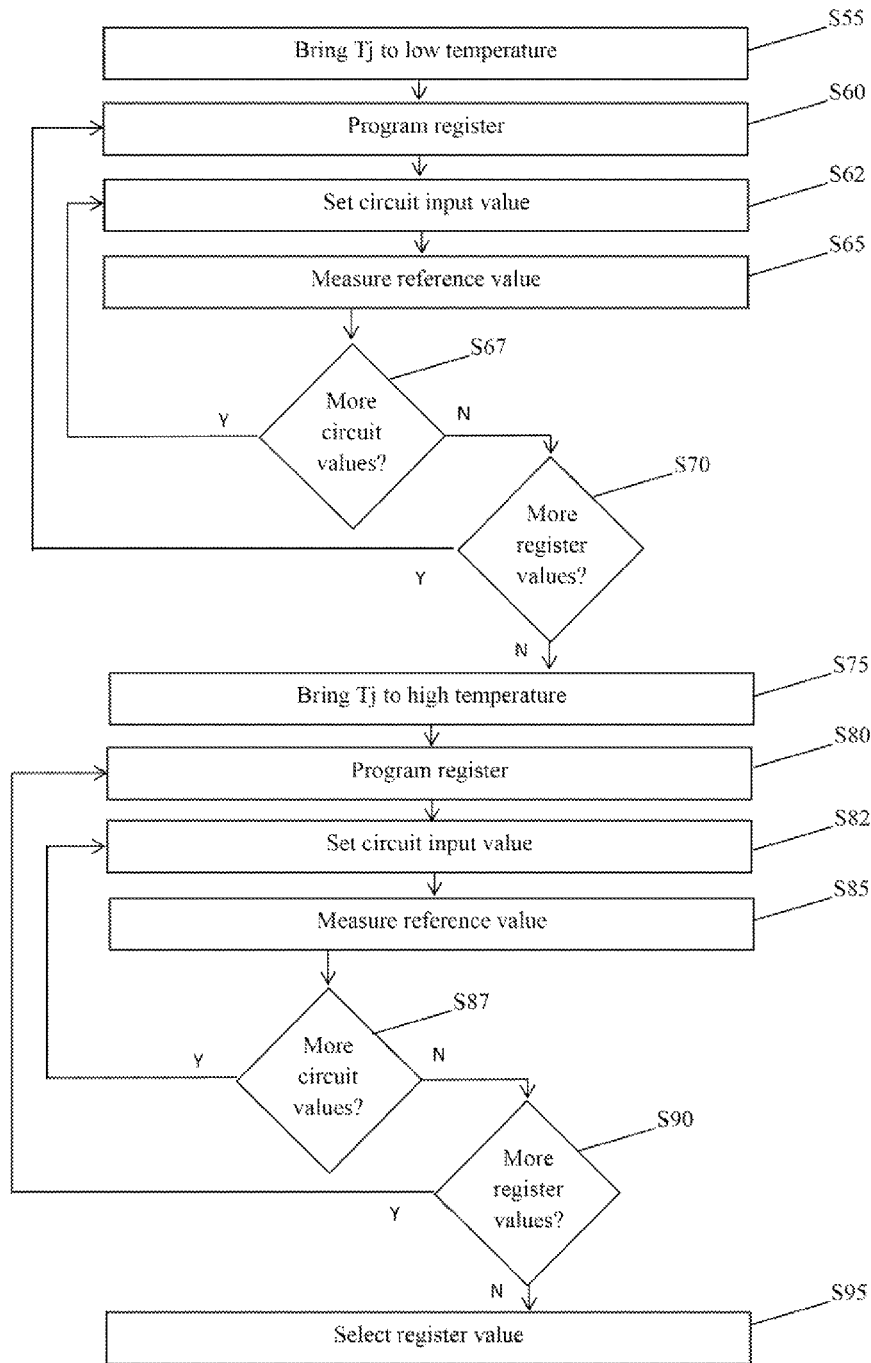 S55
Bring Tj to low temperature
S60
Program register
S62
Set circuit input value
S65
Measure reference value
S67
More
circuit
values?
Y
N
S70
More
register
values?
Y
N
S75
Bring Tj to high temperature
S80
Program register
S82
Set circuit input value
S85
Measure reference value
S87
More
circuit
values?
Y
N
S90
More
register
values?
Y
N
S95
Select register value